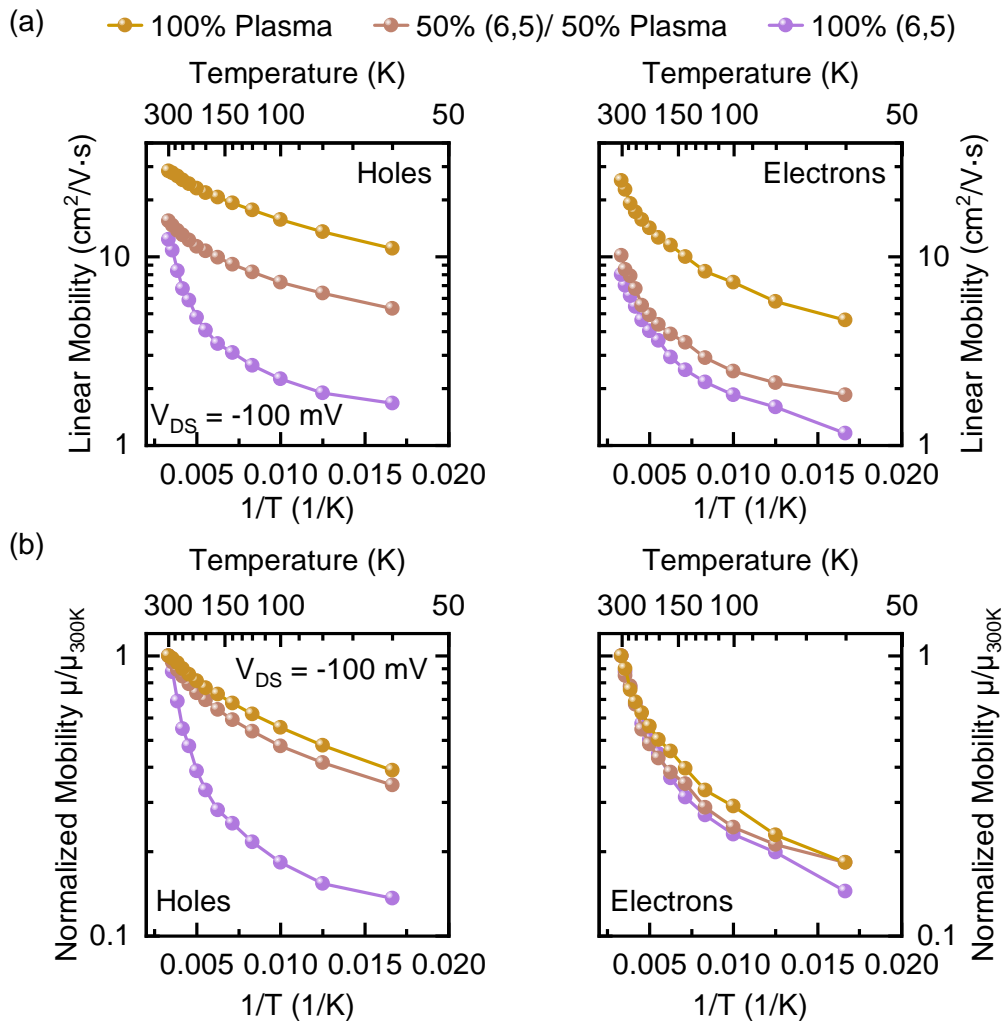 (a)
100% Plasma 50% (6,5)/ 50% Plasma 100% (6,5)
Temperature (K) Temperature (K)
300 150 100 50 300 150 100 50
Linear Mobility (cm²/V·s)
10
1
Holes
V_DS = -100 mV
0.005 0.010 0.015 0.020
1/T (1/K)
Electrons
10
1
Linear Mobility (cm²/V·s)
0.005 0.010 0.015 0.020
1/T (1/K)
(b)
Temperature (K) Temperature (K)
300 150 100 50 300 150 100 50
Normalized Mobility μ/μ_300K
1
0.1
V_DS = -100 mV
Holes
0.005 0.010 0.015 0.020
1/T (1/K)
Electrons
1
0.1
Normalized Mobility μ/μ_300K
0.005 0.010 0.015 0.020
1/T (1/K)